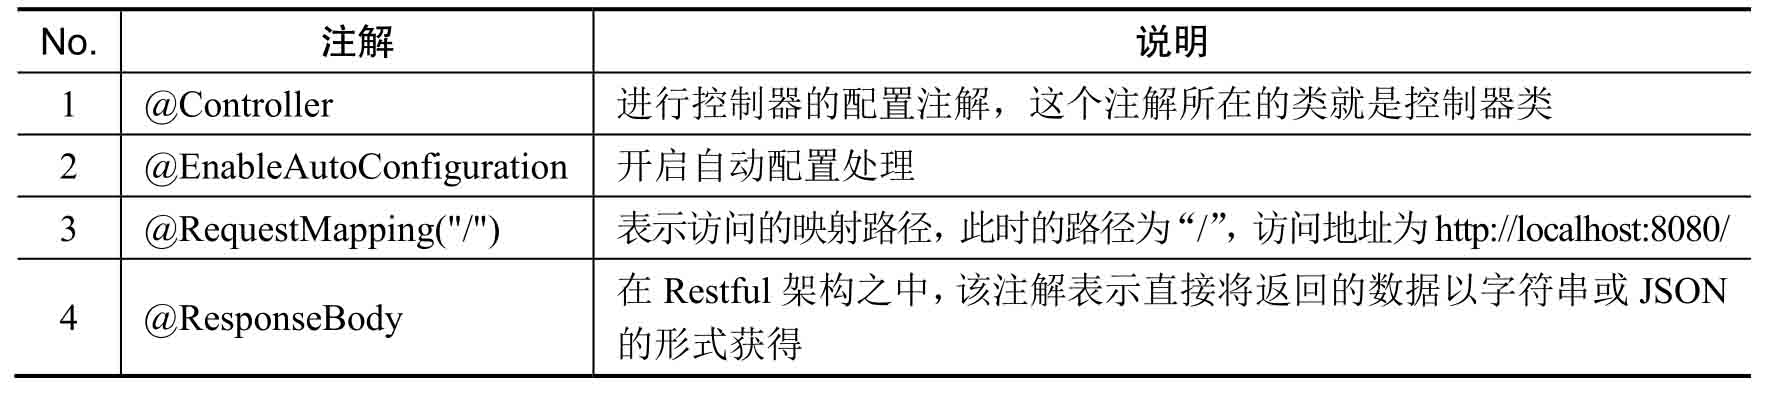 No. 注解 说明
1 @Controller 进行控制器的配置注解，这个注解所在的类就是控制器类
2 @EnableAutoConfiguration 开启自动配置处理
3 @RequestMapping("/") 表示访问的映射路径，此时的路径为“/”，访问地址为http://localhost:8080/
4 @ResponseBody 在 Restful 架构之中，该注解表示直接将返回的数据以字符串或 JSON
的形式获得